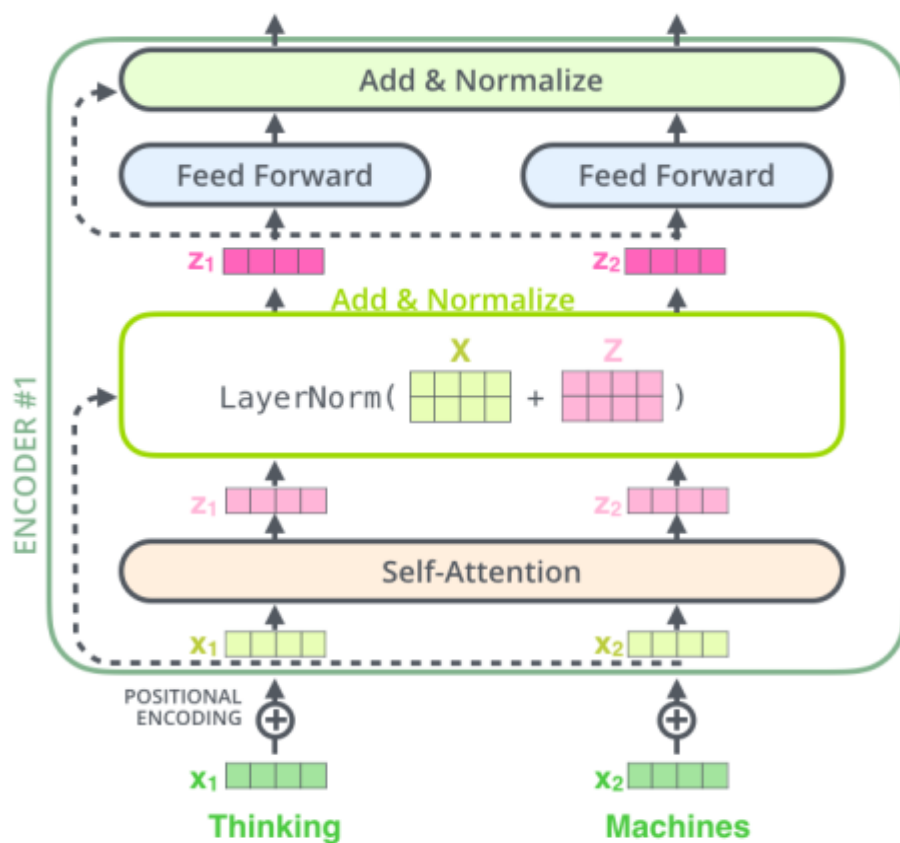 Add & Normalize
Feed Forward Feed Forward
z1 z2
Add & Normalize
X Z
LayerNorm( + )
ENCODER #1
z1 z2
Self-Attention
x1 x2
POSITIONAL
ENCODING
x1 x2
Thinking Machines